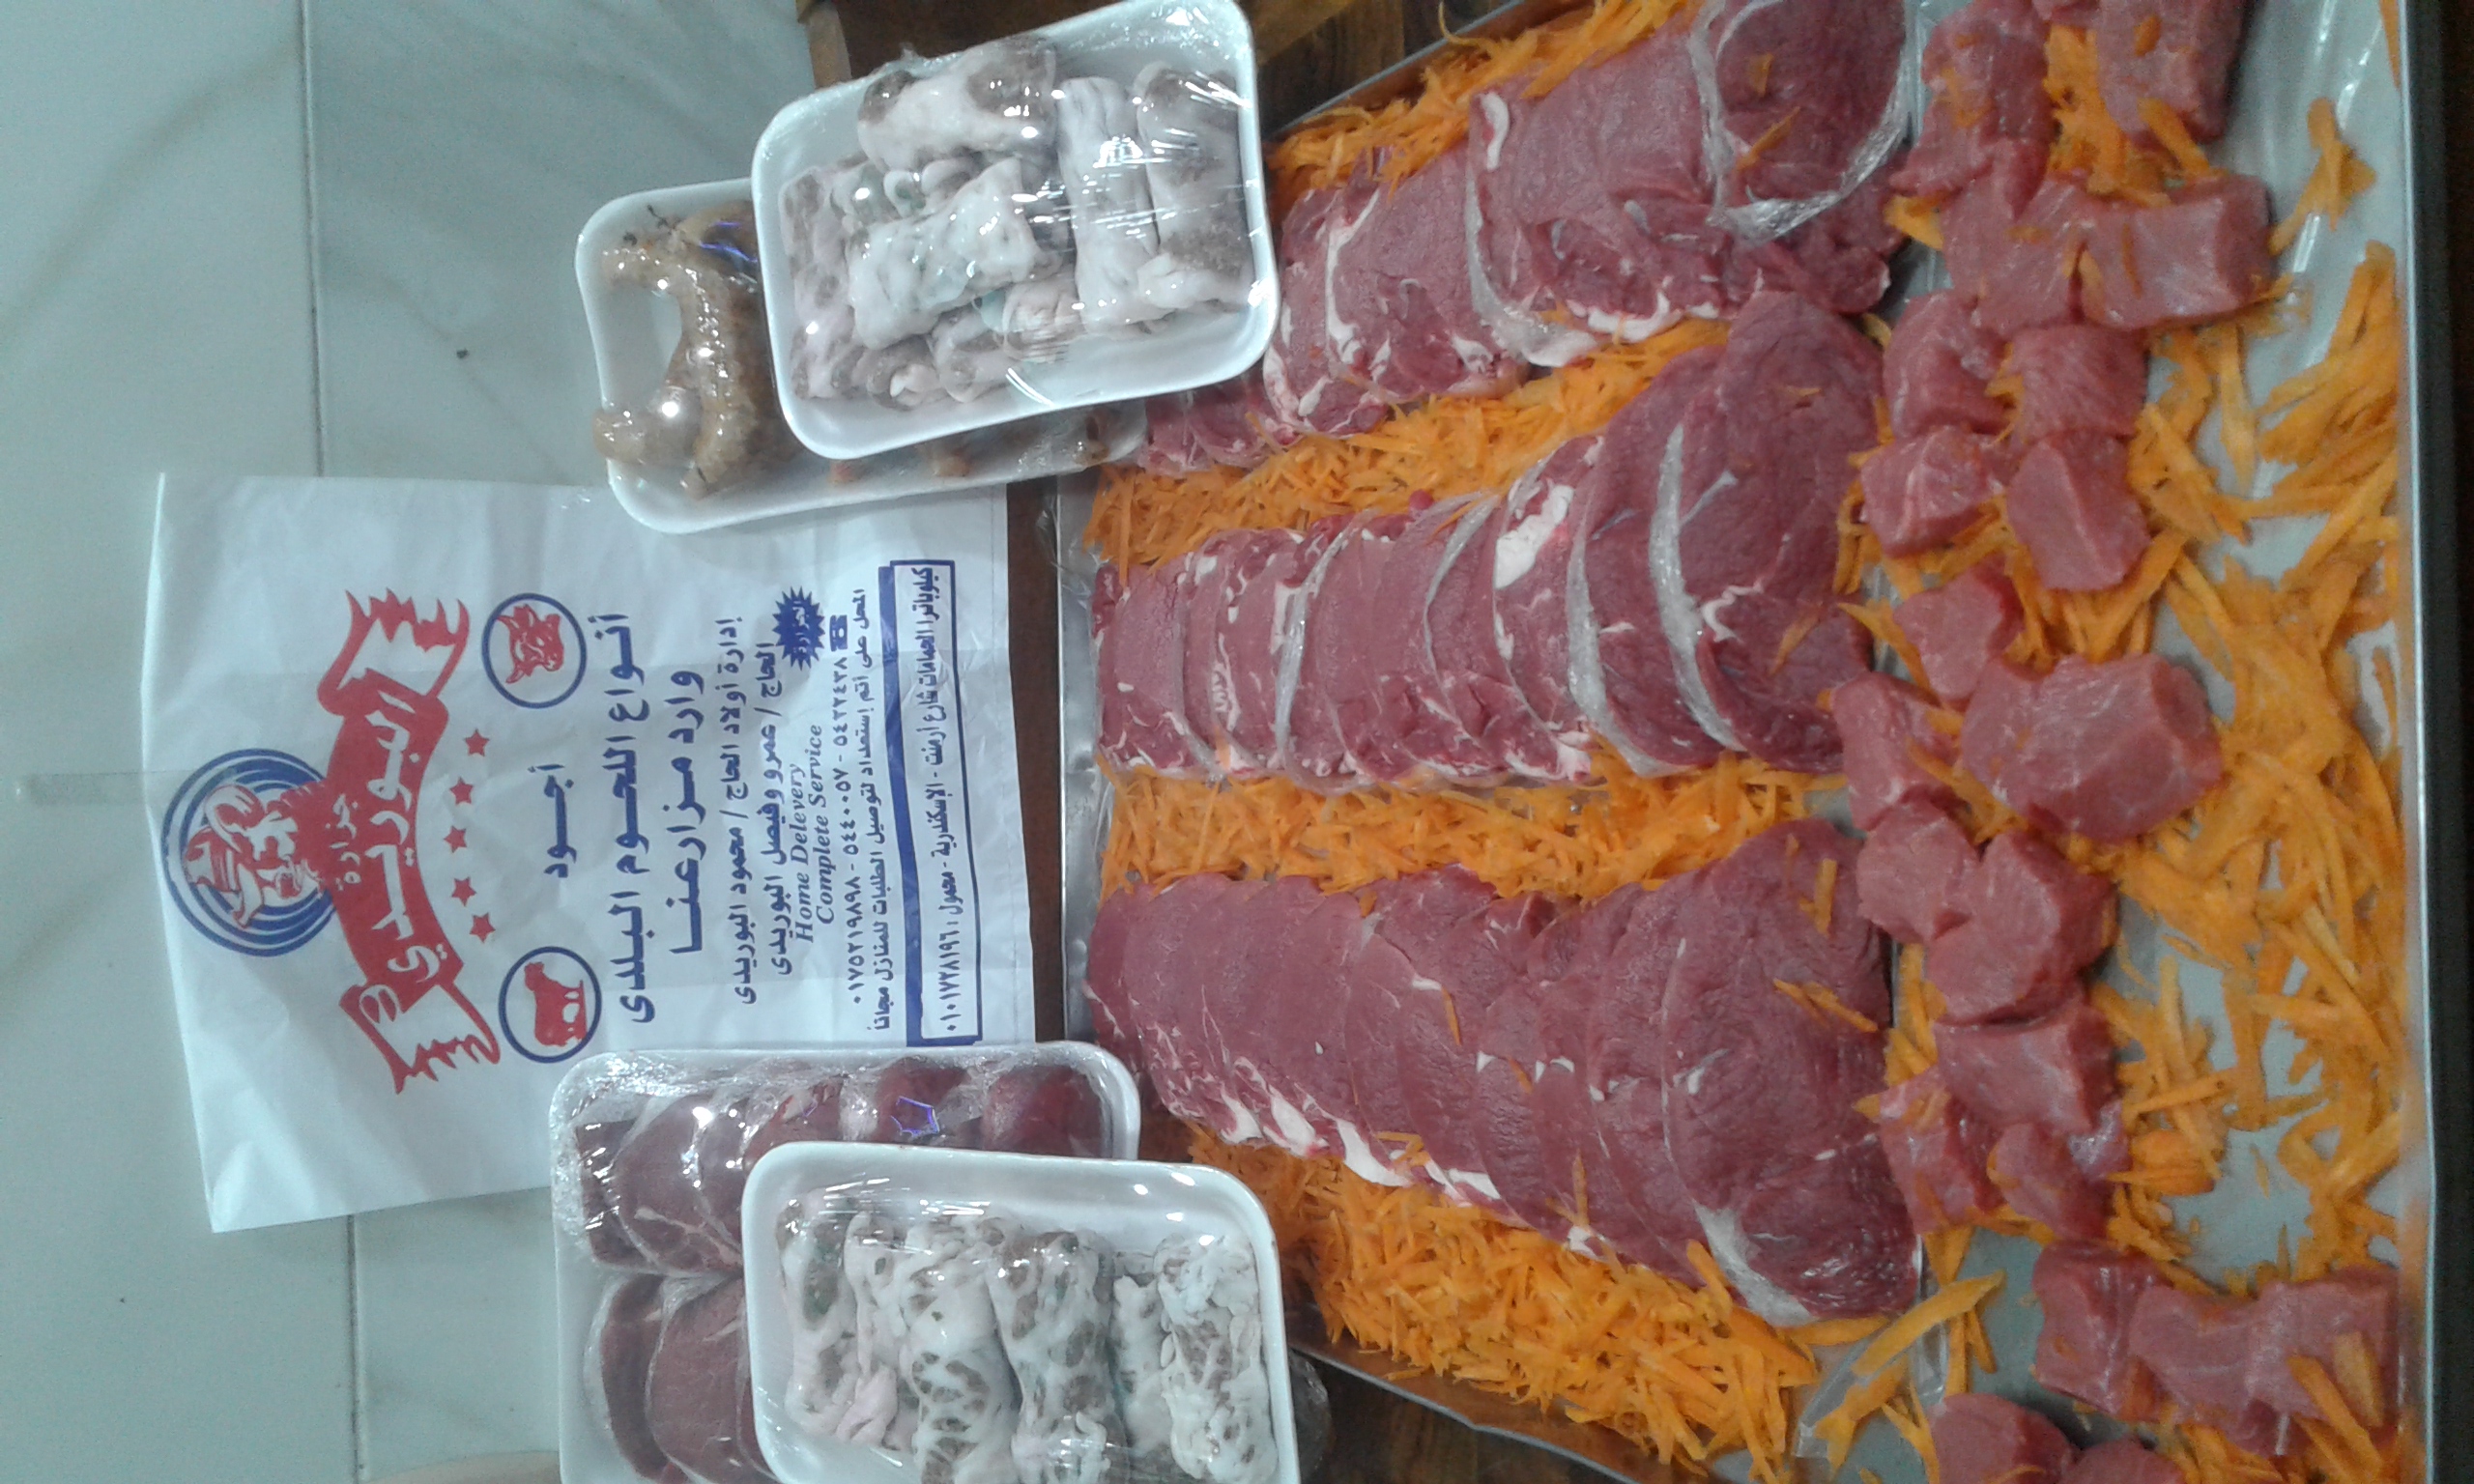 جزارة
البوريدي
أجود
أنواع اللحوم البلدى
وارد مزارعنا
إدارة أولاد الحاج / محمود البوريدى
الحاج / عمرو وفيصل البوريدى
Home Delevery
Complete Service
الجزارة
٥٤٢٢٤٣٨ - ٥٤٤٠٠٥٧ - ٠١٧٥٢١٩٨٩٨
المحل على أتم إستعداد لتوصيل الطلبات للمنازل مجاناً
كيلوباترا الحمامات شارع أرمنت - الإسكندرية - محمول : ٠١٠١٧٢٨١٩٦